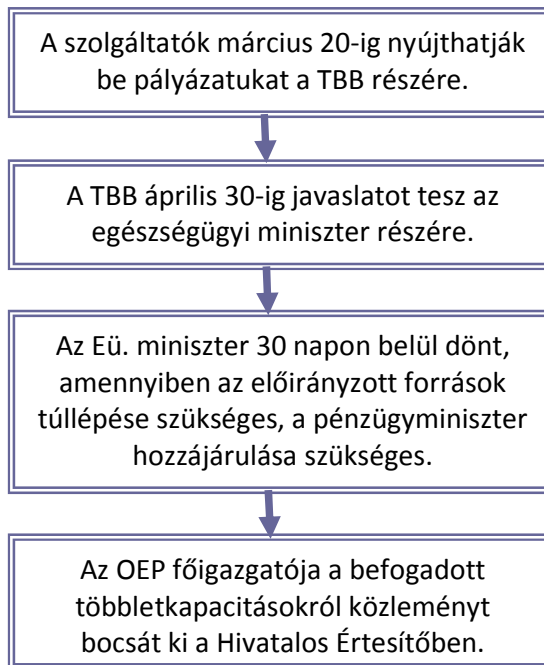 A szolgáltatók március 20-ig nyújthatják
be pályázatukat a TBB részére.
A TBB április 30-ig javaslatot tesz az
egészségügyi miniszter részére.
Az Eü. miniszter 30 napon belül dönt,
amennyiben az előirányzott források
túllépése szükséges, a pénzügyminiszter
hozzájárulása szükséges.
Az OEP főigazgatója a befogadott
többletkapacitásokról közleményt
bocsát ki a Hivatalos Értesítőben.